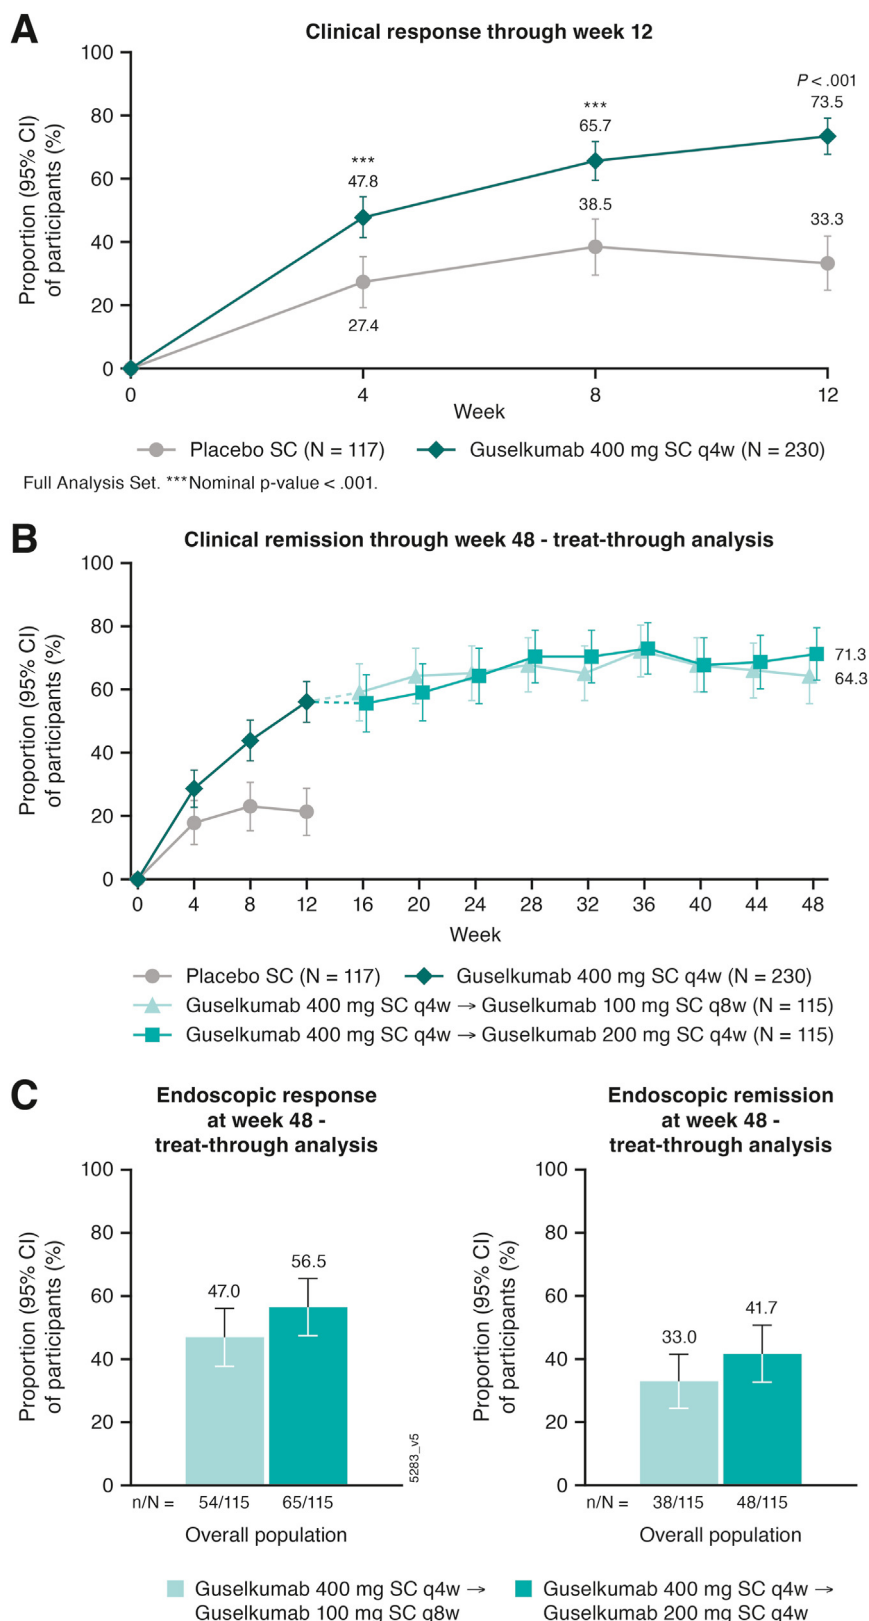 A
Clinical response through week 12
Proportion (95% CI)
of participants (%)
100
80
60
40
20
0
***
47.8
27.4
***
65.7
38.5
P < .001
73.5
33.3
0
4
8
12
Week
Placebo SC (N = 117)
Guselkumab 400 mg SC q4w (N = 230)
Full Analysis Set. ***Nominal p-value < .001.
B
Clinical remission through week 48 - treat-through analysis
Proportion (95% CI)
of participants (%)
100
80
60
40
20
0
71.3
64.3
0
4
8
12
16
20
24
28
32
36
40
44
48
Week
Placebo SC (N = 117)
Guselkumab 400 mg SC q4w (N = 230)
Guselkumab 400 mg SC q4w → Guselkumab 100 mg SC q8w (N = 115)
Guselkumab 400 mg SC q4w → Guselkumab 200 mg SC q4w (N = 115)
C
Endoscopic response
at week 48 -
treat-through analysis
Proportion (95% CI)
of participants (%)
100
80
60
40
20
0
47.0
56.5
n/N =
54/115
65/115
Overall population
5283_v5
Endoscopic remission
at week 48 -
treat-through analysis
Proportion (95% CI)
of participants (%)
100
80
60
40
20
0
33.0
41.7
n/N =
38/115
48/115
Overall population
Guselkumab 400 mg SC q4w →
Guselkumab 100 mg SC q8w
Guselkumab 400 mg SC q4w →
Guselkumab 200 mg SC q4w